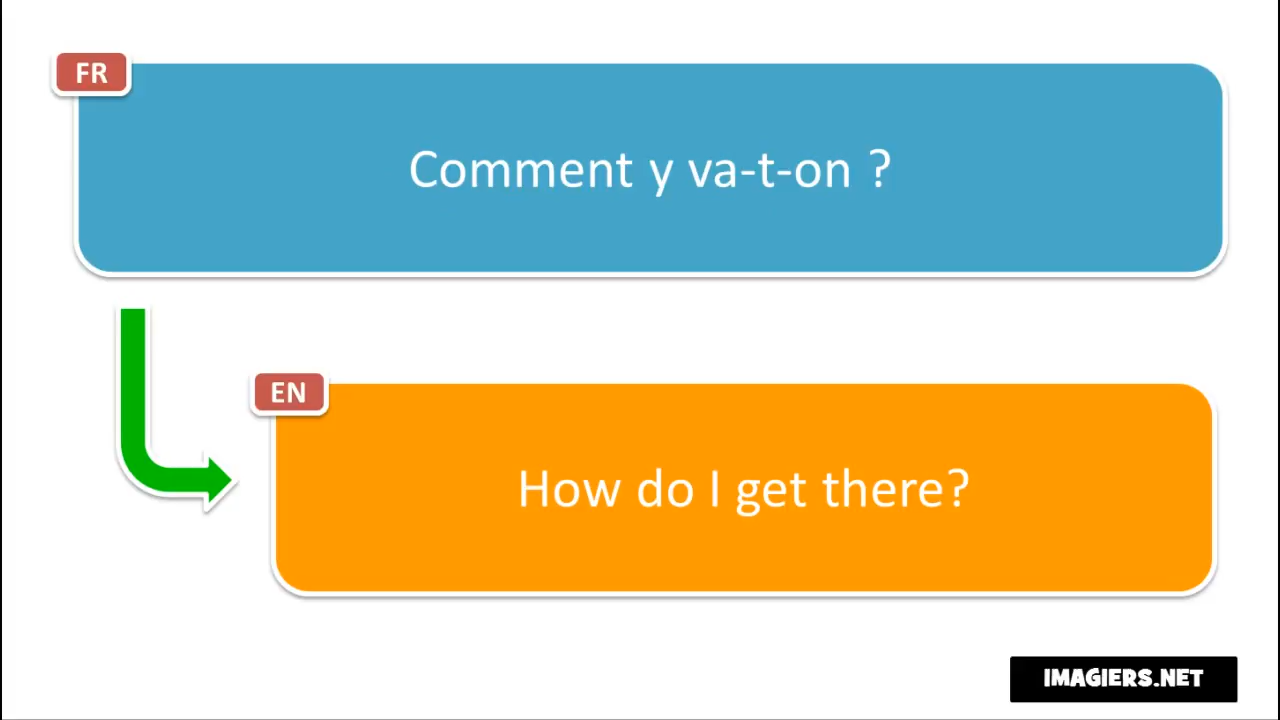 FR
Comment y va-t-on ?
EN
How do I get there?
IMAGIERS.NET